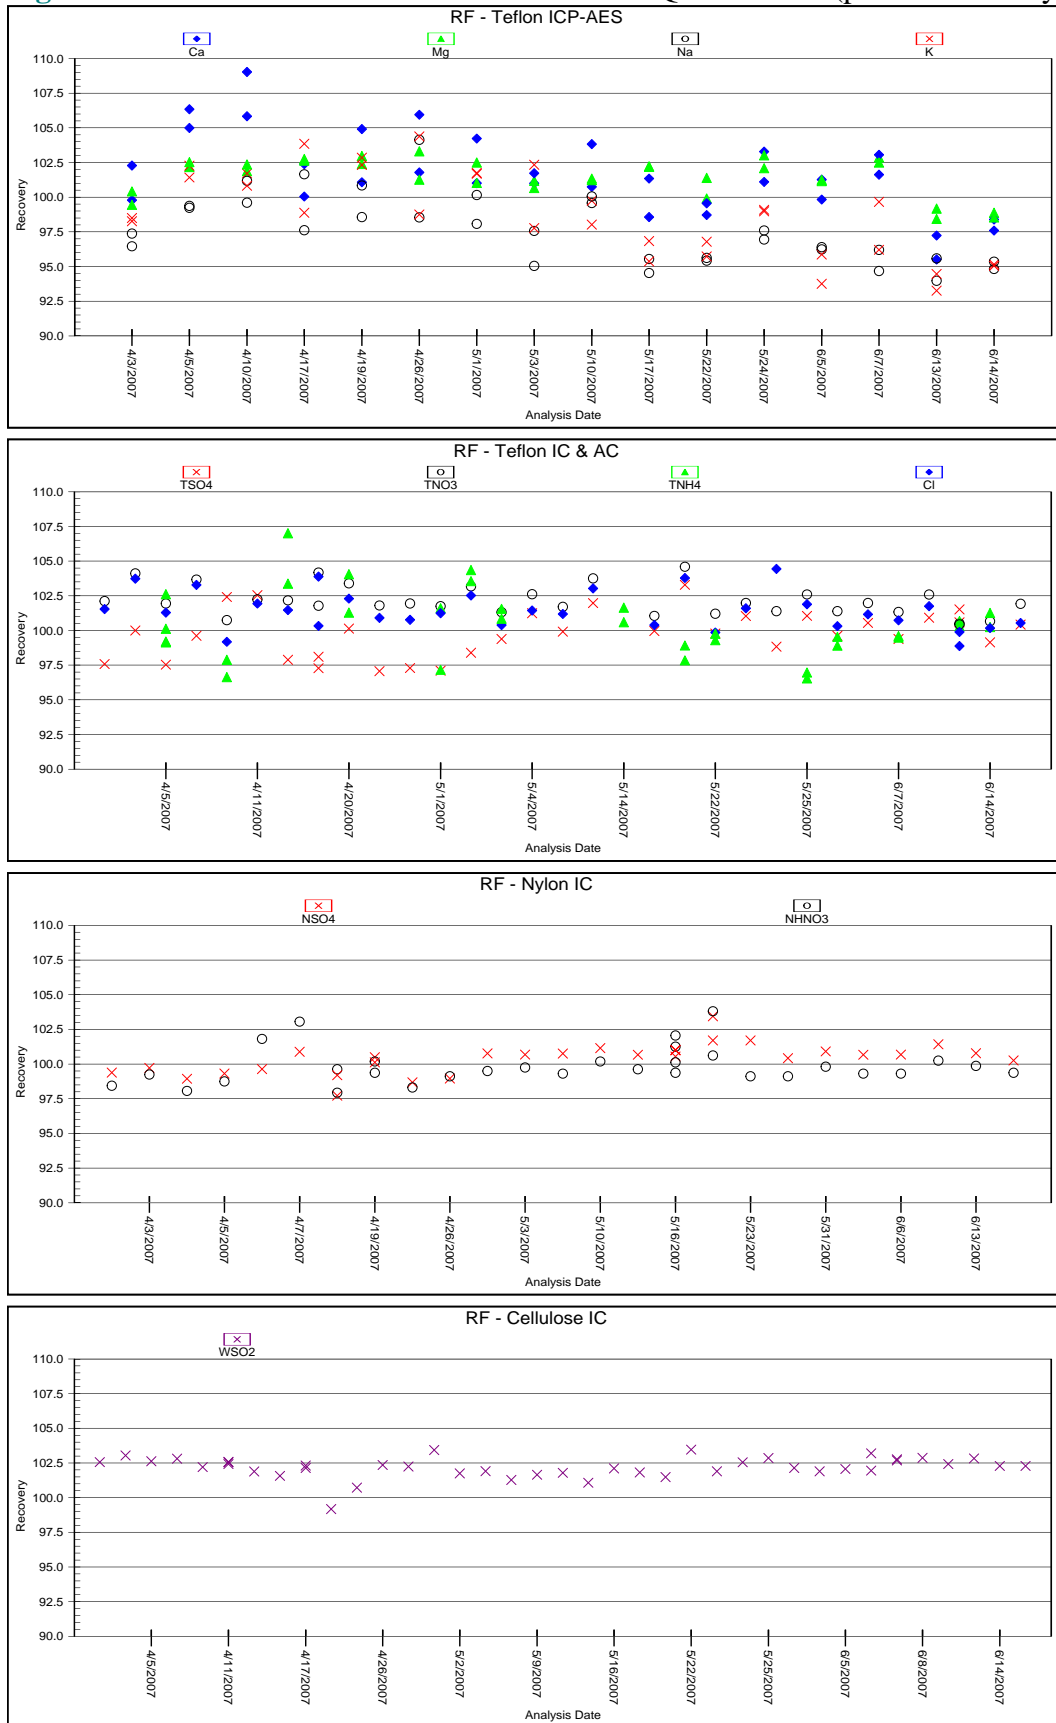 RF - Teflon ICP-AES
Ca Mg Na K
110.0
107.5
105.0
102.5
100.0
97.5
95.0
92.5
90.0
Recovery
4/3/2007 4/5/2007 4/10/2007 4/17/2007 4/19/2007 4/26/2007 5/1/2007 5/3/2007 5/10/2007 5/17/2007 5/22/2007 5/24/2007 6/5/2007 6/7/2007 6/13/2007 6/14/2007
Analysis Date
RF - Teflon IC & AC
TSO4 TNO3 TNH4 Cl
110.0
107.5
105.0
102.5
100.0
97.5
95.0
92.5
90.0
Recovery
4/5/2007 4/11/2007 4/20/2007 5/1/2007 5/4/2007 5/14/2007 5/22/2007 5/25/2007 6/7/2007 6/14/2007
Analysis Date
RF - Nylon IC
NSO4 NHNO3
110.0
107.5
105.0
102.5
100.0
97.5
95.0
92.5
90.0
Recovery
4/3/2007 4/5/2007 4/7/2007 4/19/2007 4/26/2007 5/3/2007 5/10/2007 5/16/2007 5/23/2007 5/31/2007 6/6/2007 6/13/2007
Analysis Date
RF - Cellulose IC
WSO2
110.0
107.5
105.0
102.5
100.0
97.5
95.0
92.5
90.0
Recovery
4/5/2007 4/11/2007 4/17/2007 4/26/2007 5/2/2007 5/9/2007 5/16/2007 5/22/2007 5/25/2007 6/5/2007 6/8/2007 6/14/2007
Analysis Date